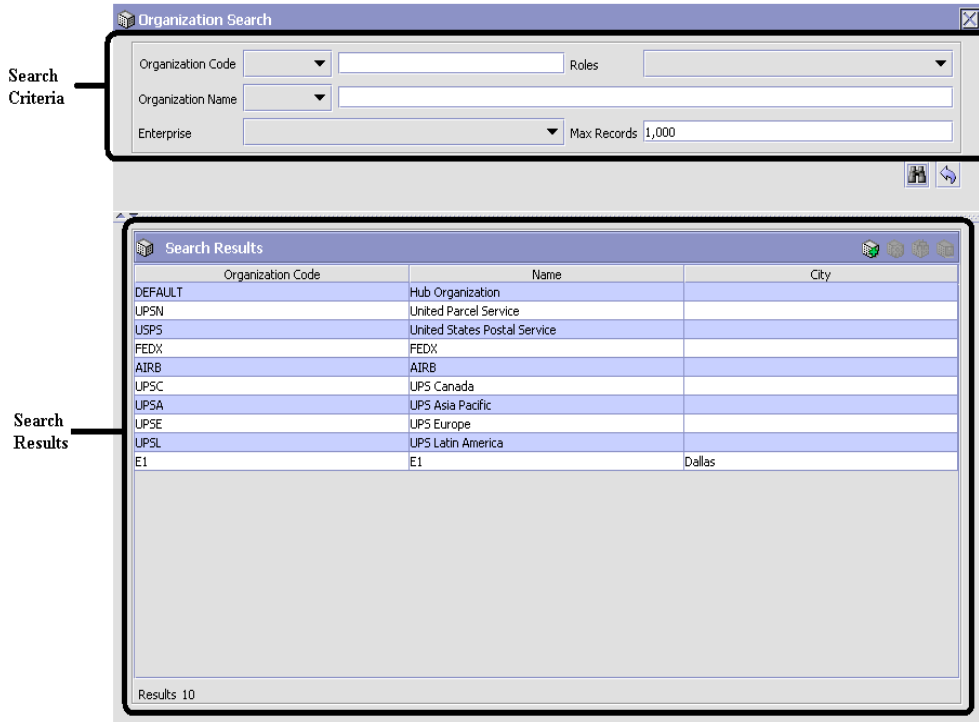 Organization Search
Search
Criteria
Organization Code
Roles
Organization Name
Enterprise
Max Records 1,000
Search Results
Organization Code Name City
DEFAULT Hub Organization
UPSN United Parcel Service
USPS United States Postal Service
FEDX FEDX
AIRB AIRB
UPSC UPS Canada
UPSA UPS Asia Pacific
UPSE UPS Europe
UPSL UPS Latin America
E1 E1 Dallas
Search
Results
Results 10